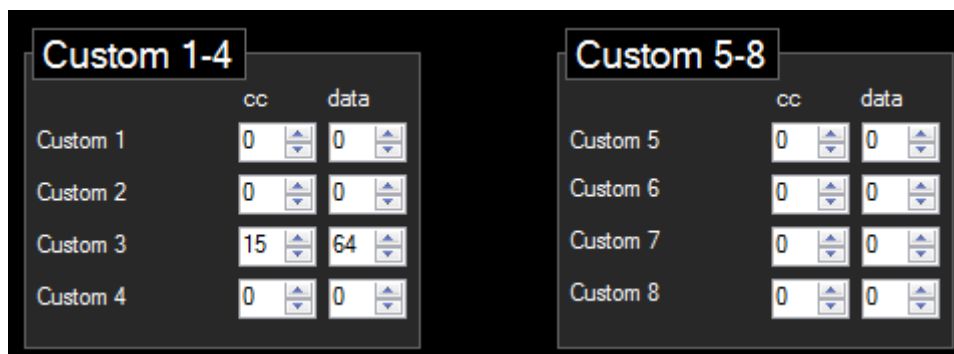 Custom 1-4
cc data
Custom 1 0 0
Custom 2 0 0
Custom 3 15 64
Custom 4 0 0
Custom 5-8
cc data
Custom 5 0 0
Custom 6 0 0
Custom 7 0 0
Custom 8 0 0